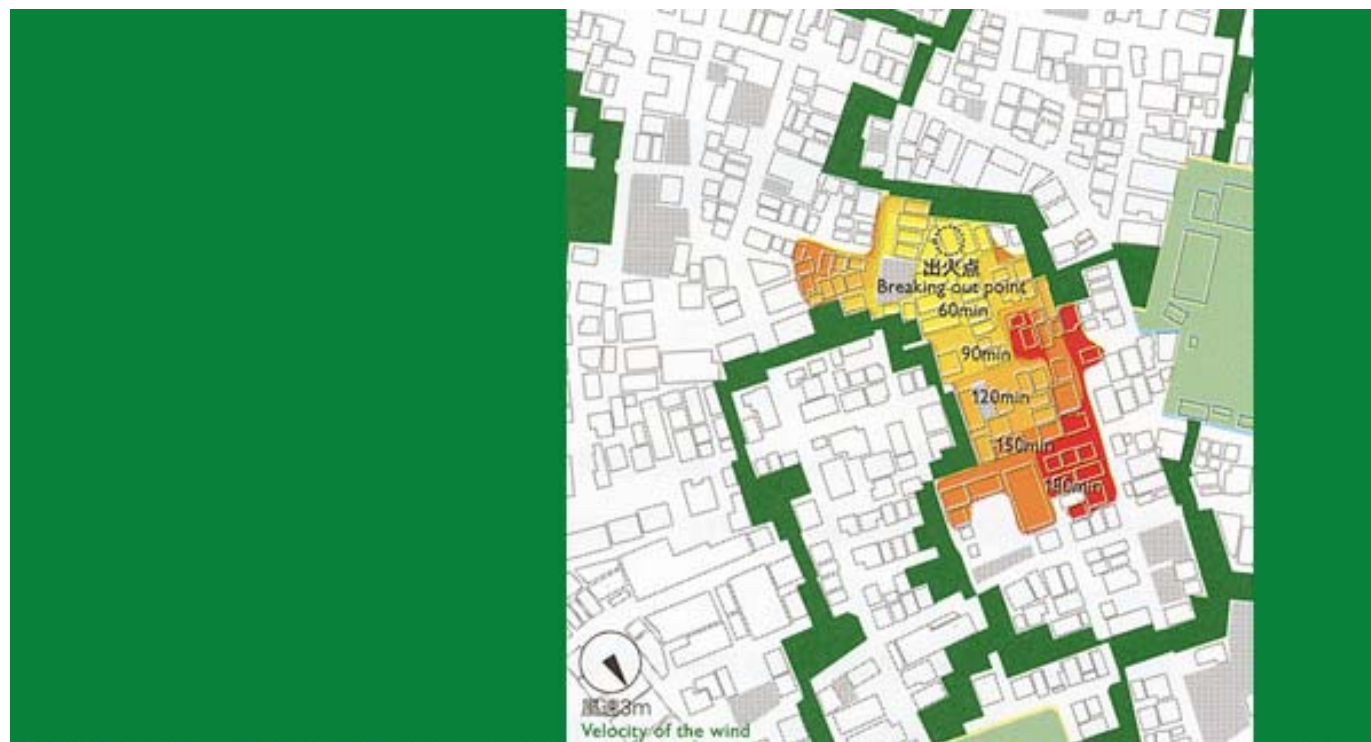 出火点
Breaking out point
60min
90min
120min
150min
180min
風速3m
Velocity of the wind